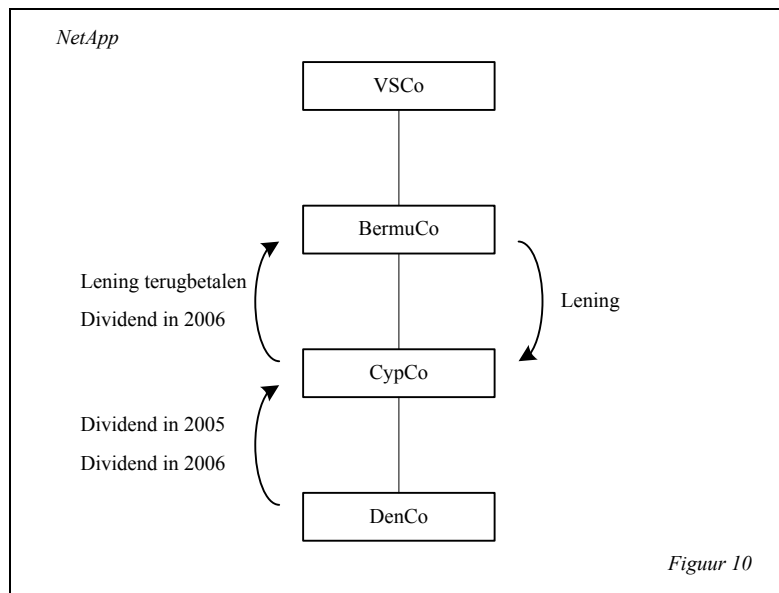 NetApp
VSCo
BermuCo
Lening terugbetalen
Dividend in 2006
Lening
CypCo
Dividend in 2005
Dividend in 2006
DenCo
Figuur 10